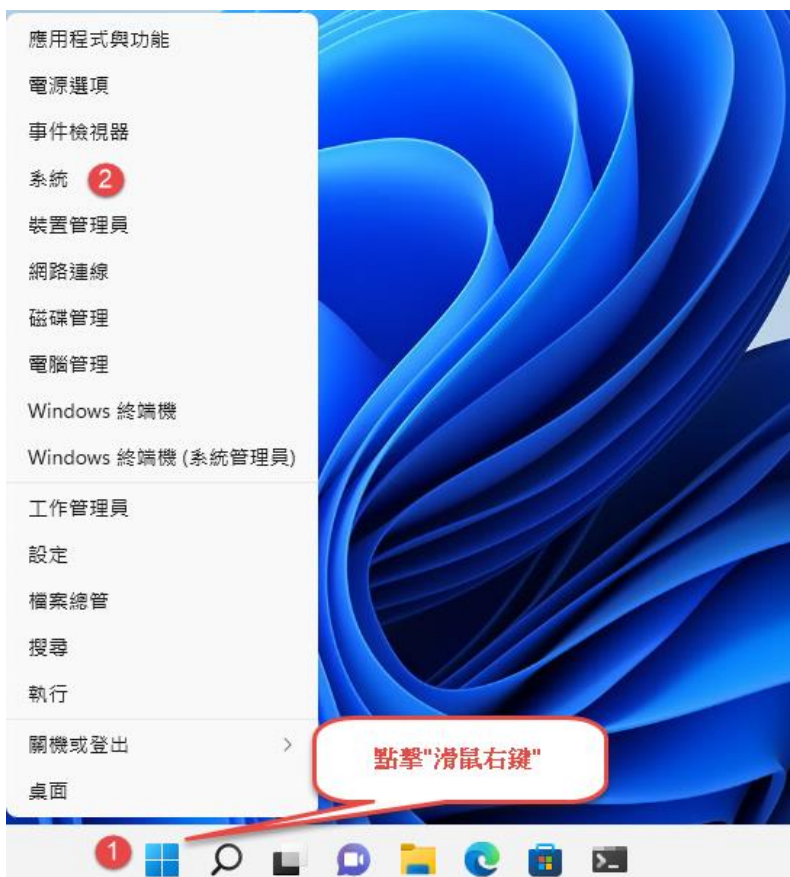 應用程式與功能
電源選項
事件檢視器
系統 2
裝置管理員
網路連線
磁碟管理
電腦管理
Windows 終端機
Windows 終端機 (系統管理員)
工作管理員
設定
檔案總管
搜尋
執行
關機或登出
桌面
點擊"滑鼠右鍵"
1